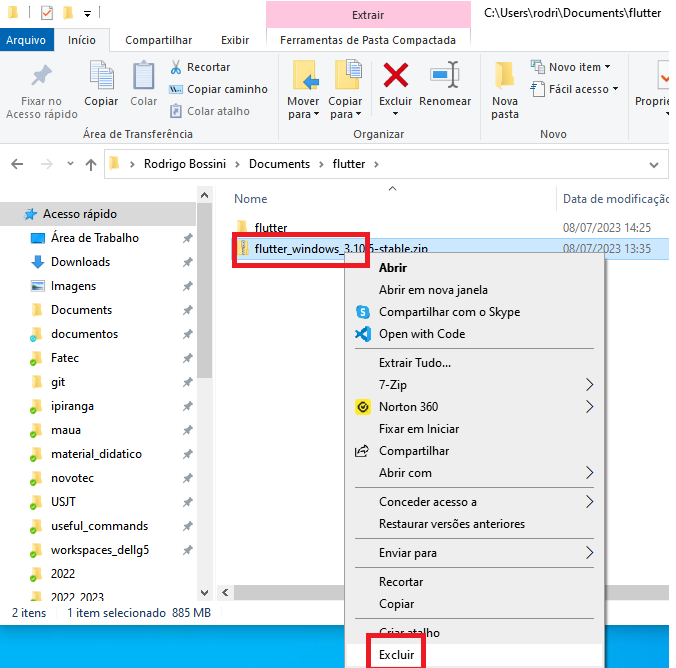 Extrair
C:\Users\rodri\Documents\flutter
Arquivo
Início
Compartilhar
Exibir
Ferramentas de Pasta Compactada
Fixar no
Acesso rápido
Copiar
Colar
Recortar
Copiar caminho
Colar atalho
Área de Transferência
Mover
para
Copiar
para
Excluir
Renomear
Organizar
Nova
pasta
Novo item
Fácil acesso
Novo
Proprie
Rodrigo Bossini > Documents > flutter >
Nome
Data de modificação
Acesso rápido
Área de Trabalho
Downloads
Imagens
Documents
documentos
Fatec
git
ipiranga
maua
material_didatico
novotec
USJT
useful_commands
workspaces_dellg5
2022
2022_2023
flutter
08/07/2023 14:25
flutter_windows_3.10.5-stable.zip
08/07/2023 13:35
Abrir
Abrir em nova janela
Compartilhar com o Skype
Open with Code
Extrair Tudo...
7-Zip
Norton 360
Fixar em Iniciar
Compartilhar
Abrir com
Conceder acesso a
Restaurar versões anteriores
Enviar para
Recortar
Copiar
Criar atalho
Excluir
2 itens
1 item selecionado 885 MB